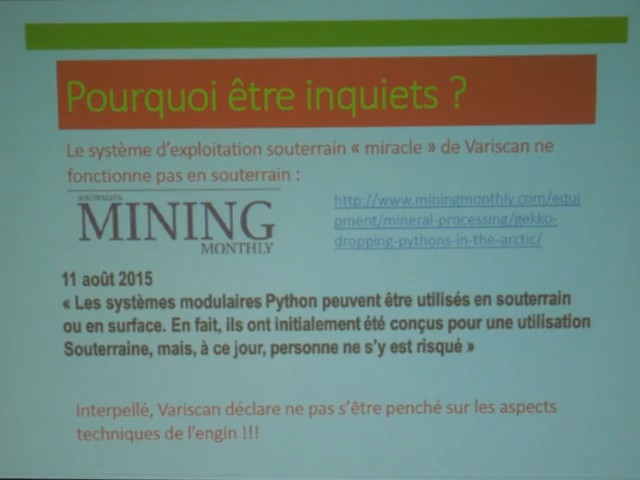 Pourquoi être inquiets ?
Le système d'exploitation souterrain « miracle » de Variscan ne
fonctionne pas en souterrain :
AUSTRALIA'S
MINING
MONTHLY
http://www.miningmonthly.com/equi
pment/mineral-processing/gekko-
dropping-pythons-in-the-arctic/
11 août 2015
« Les systèmes modulaires Python peuvent être utilisés en souterrain
ou en surface. En fait, ils ont initialement été conçus pour une utilisation
Souterraine, mais, à ce jour, personne ne s'y est risqué »
Interpellé, Variscan déclare ne pas s'être penché sur les aspects
techniques de l'engin !!!